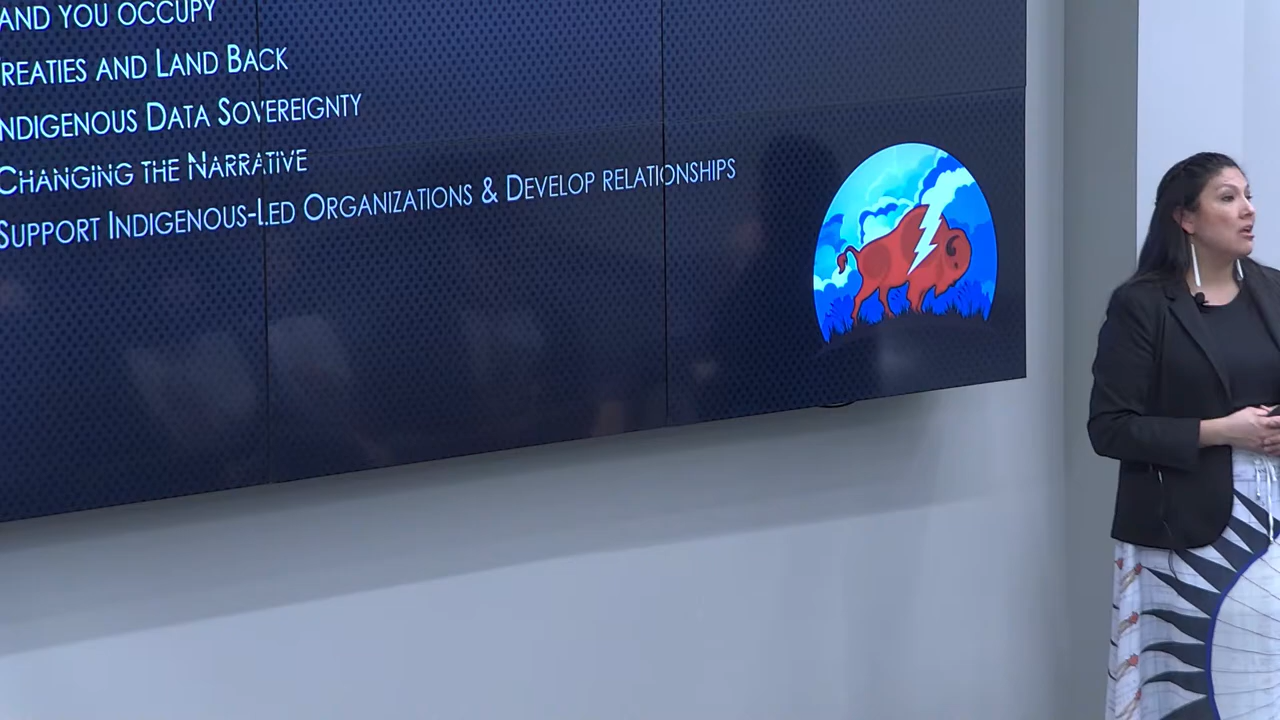 AND YOU OCCUPY
REATIES AND LAND BACK
NDIGENOUS DATA SOVEREIGNTY
CHANGING THE NARRATIVE
SUPPORT INDIGENOUS-LED ORGANIZATIONS & DEVELOP RELATIONSHIPS